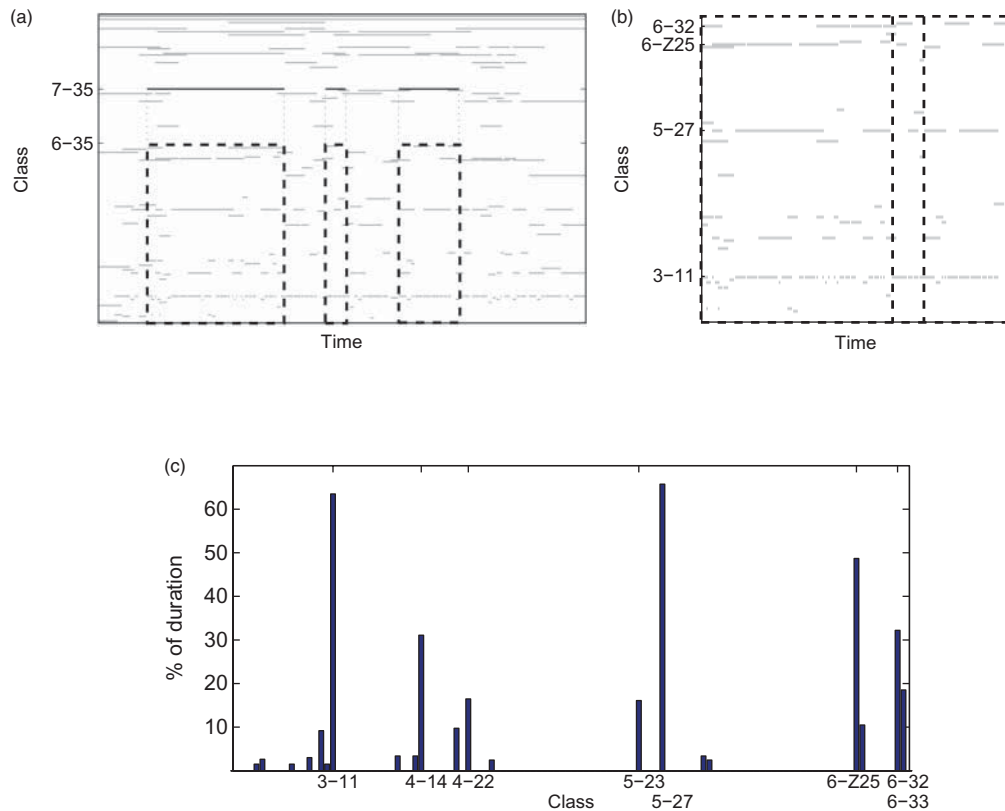 (a)
7−35
6−35
Class
Time
(b)
6−32
6−Z25
5−27
3−11
Class
Time
(c)
60
50
40
30
20
10
% of duration
3−11 4−14 4−22 5−23 6−Z25 6−32
Class 5−27 6−33